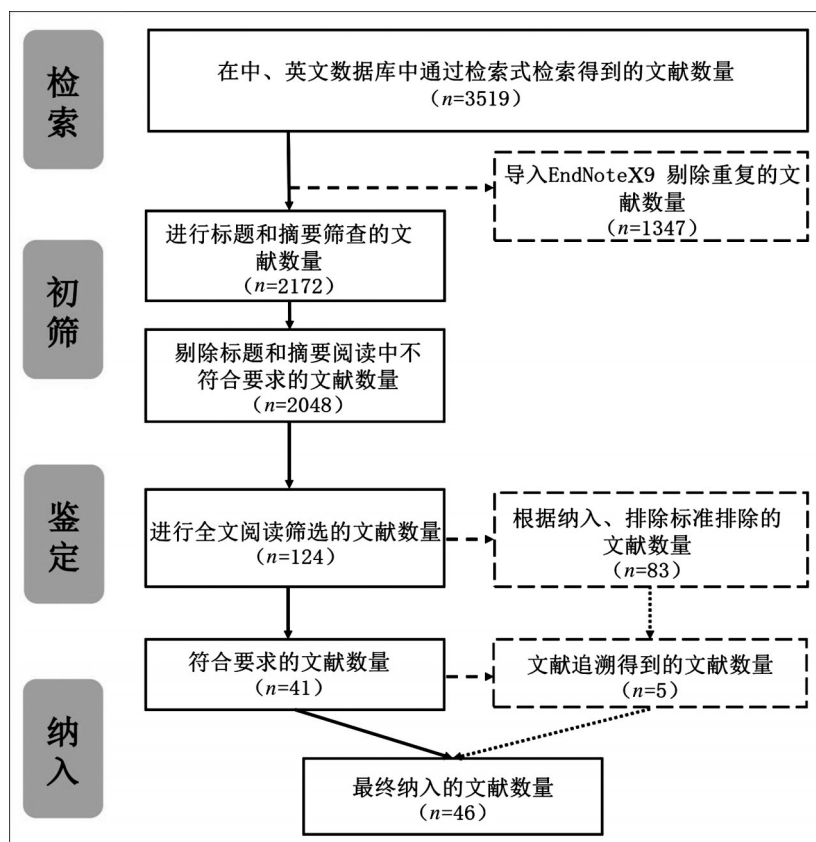 检索
在中、英文数据库中通过检索式检索得到的文献数量
（n=3519）
导入EndNoteX9 剔除重复的文
献数量
（n=1347）
初筛
进行标题和摘要筛查的文
献数量
（n=2172）
剔除标题和摘要阅读中不
符合要求的文献数量
（n=2048）
鉴定
进行全文阅读筛选的文献数量
（n=124）
根据纳入、排除标准排除的
文献数量
（n=83）
纳入
符合要求的文献数量
（n=41）
文献追溯得到的文献数量
（n=5）
最终纳入的文献数量
（n=46）